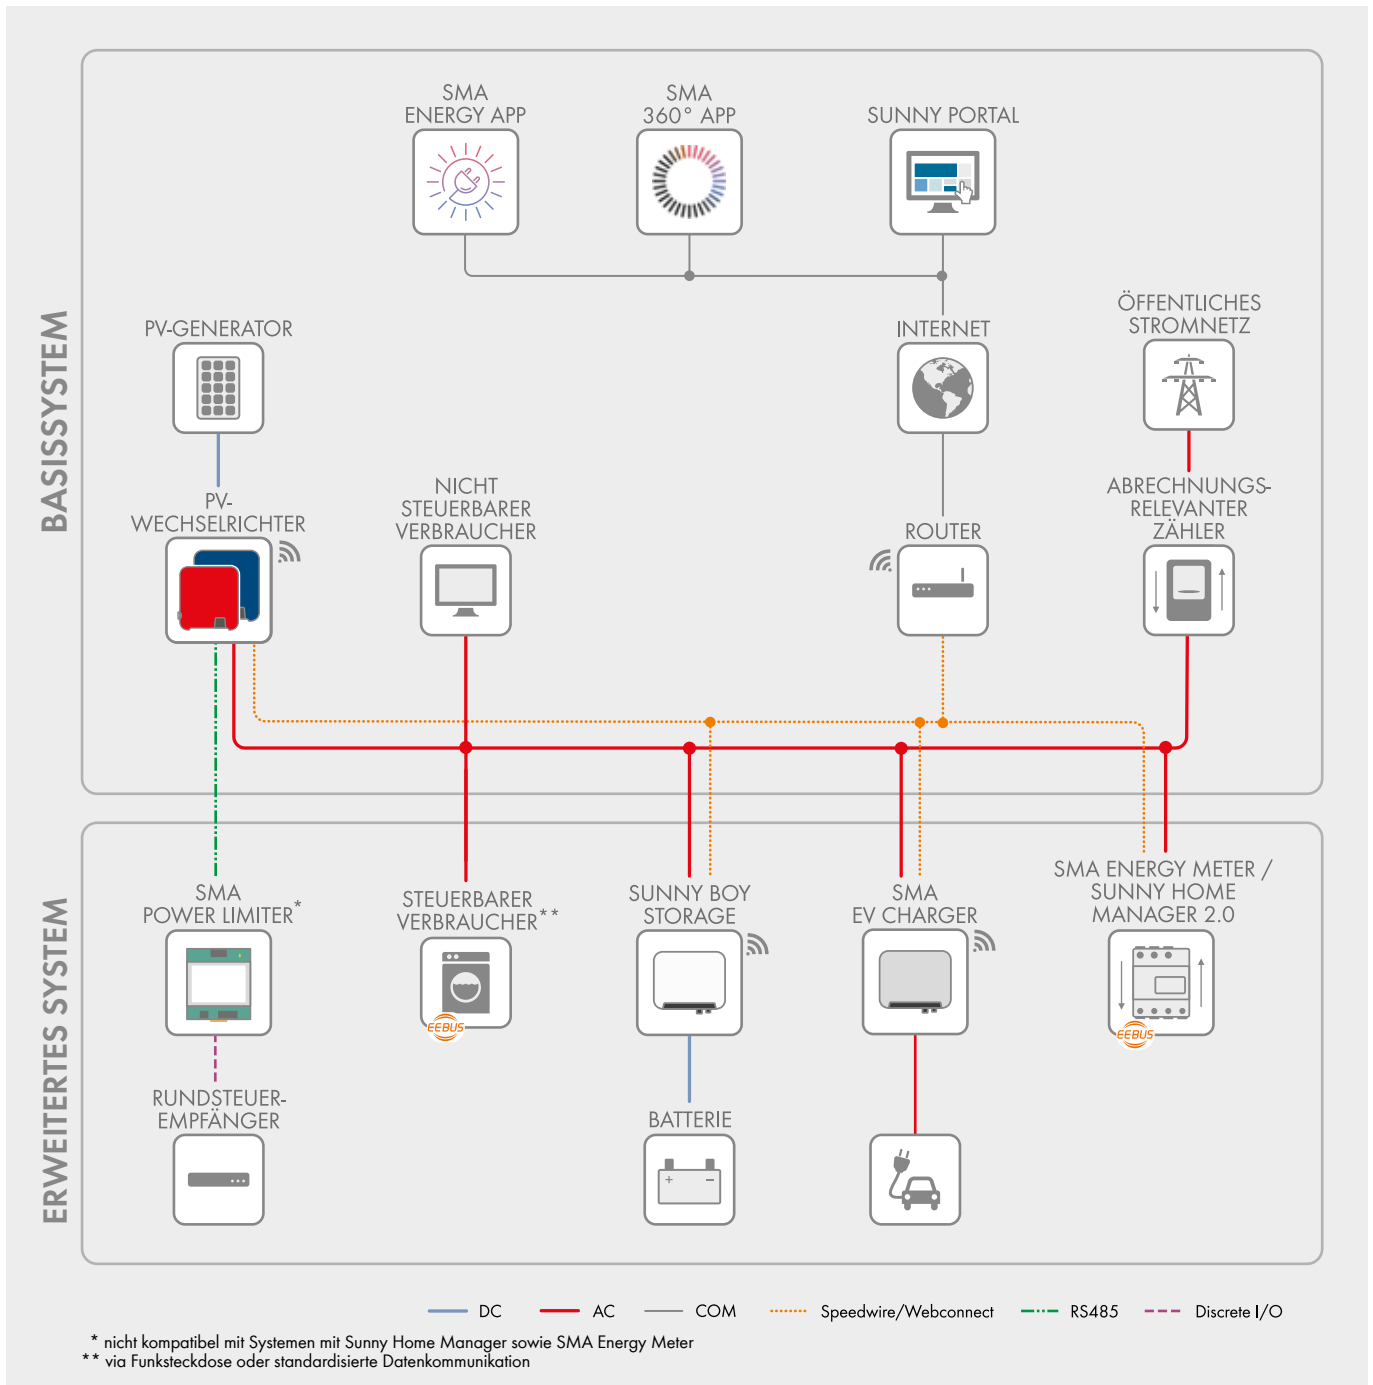 SMA
ENERGY APP
SMA
360° APP
SUNNY PORTAL
BASISSYSTEM
PV-GENERATOR
INTERNET
ÖFFENTLICHES
STROMNETZ
PV-
WECHSELRICHTER
NICHT
STEUERBARER
VERBRAUCHER
ROUTER
ABRECHNUNGS-
RELEVANTER
ZÄHLER
ERWEITERTES SYSTEM
SMA
POWER LIMITER*
STEUERBARER
VERBRAUCHER**
EEBUS
SUNNY BOY
STORAGE
SMA
EV CHARGER
SMA ENERGY METER /
SUNNY HOME
MANAGER 2.0
EEBUS
RUNDSTEUER-
EMPFÄNGER
BATTERIE
+ −
DC AC COM Speedwire/Webconnect RS485 Discrete I/O
* nicht kompatibel mit Systemen mit Sunny Home Manager sowie SMA Energy Meter
** via Funksteckdose oder standardisierte Datenkommunikation